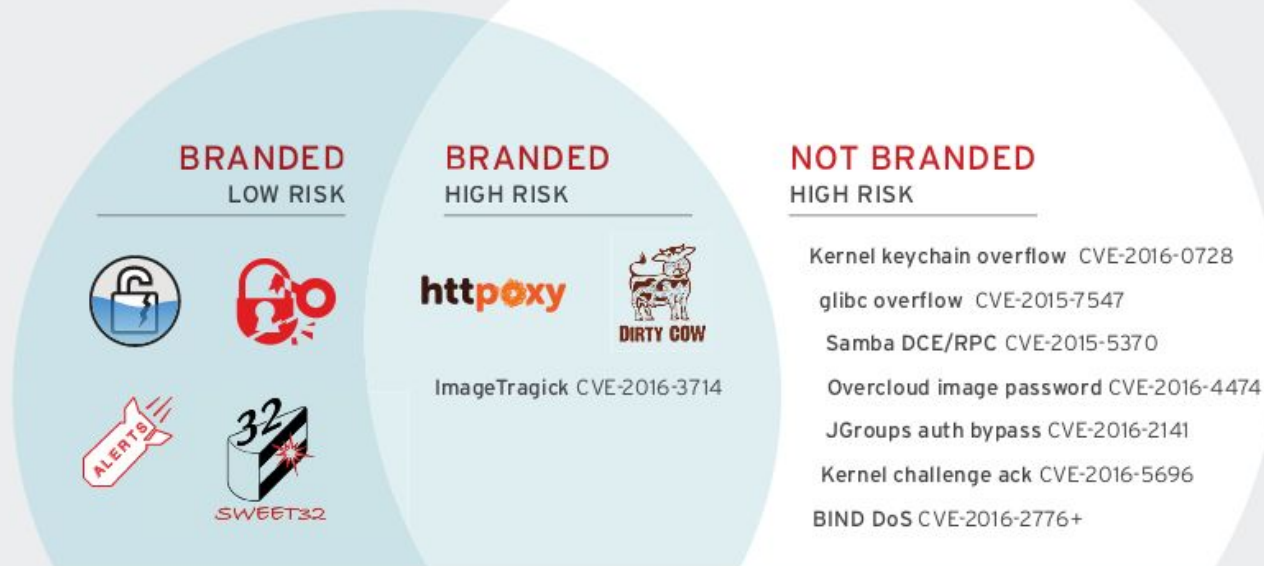 BRANDED
LOW RISK
ALERTS
32
SWEET32
BRANDED
HIGH RISK
httpoxy
DIRTY COW
ImageTragick CVE-2016-3714
NOT BRANDED
HIGH RISK
Kernel keychain overflow CVE-2016-0728
glibc overflow CVE-2015-7547
Samba DCE/RPC CVE-2015-5370
Overcloud image password CVE-2016-4474
JGroups auth bypass CVE-2016-2141
Kernel challenge ack CVE-2016-5696
BIND DoS CVE-2016-2776+